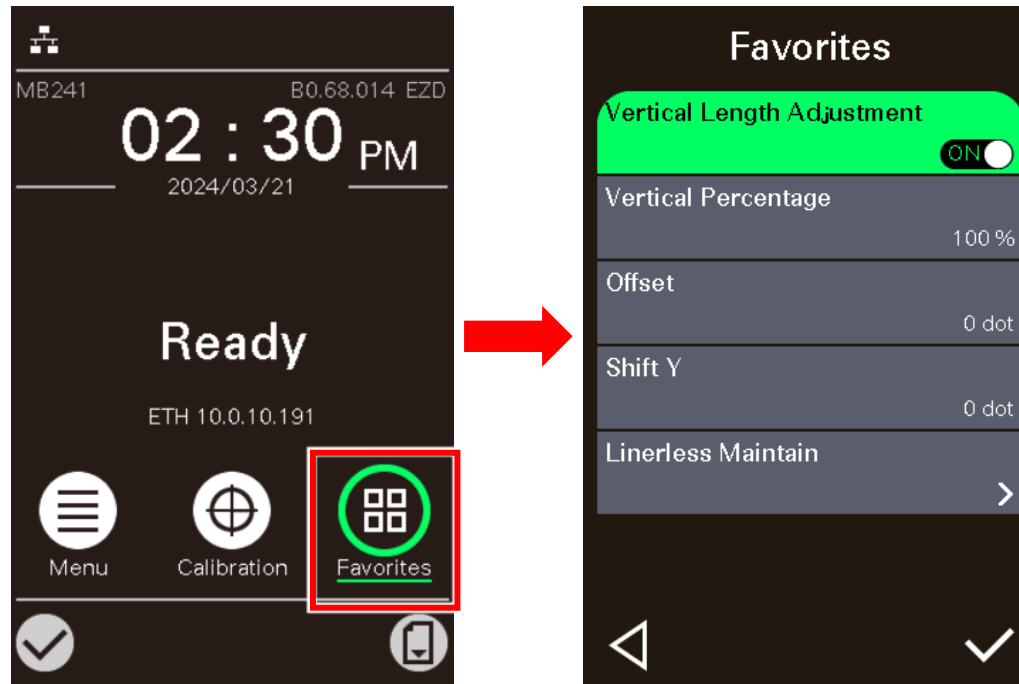 MB241 B0.68.014 EZD
02 : 30 PM
2024/03/21
Ready
ETH 10.0.10.191
Menu Calibration Favorites
Favorites
Vertical Length Adjustment
ON
Vertical Percentage
100 %
Offset
0 dot
Shift Y
0 dot
Linerless Maintain